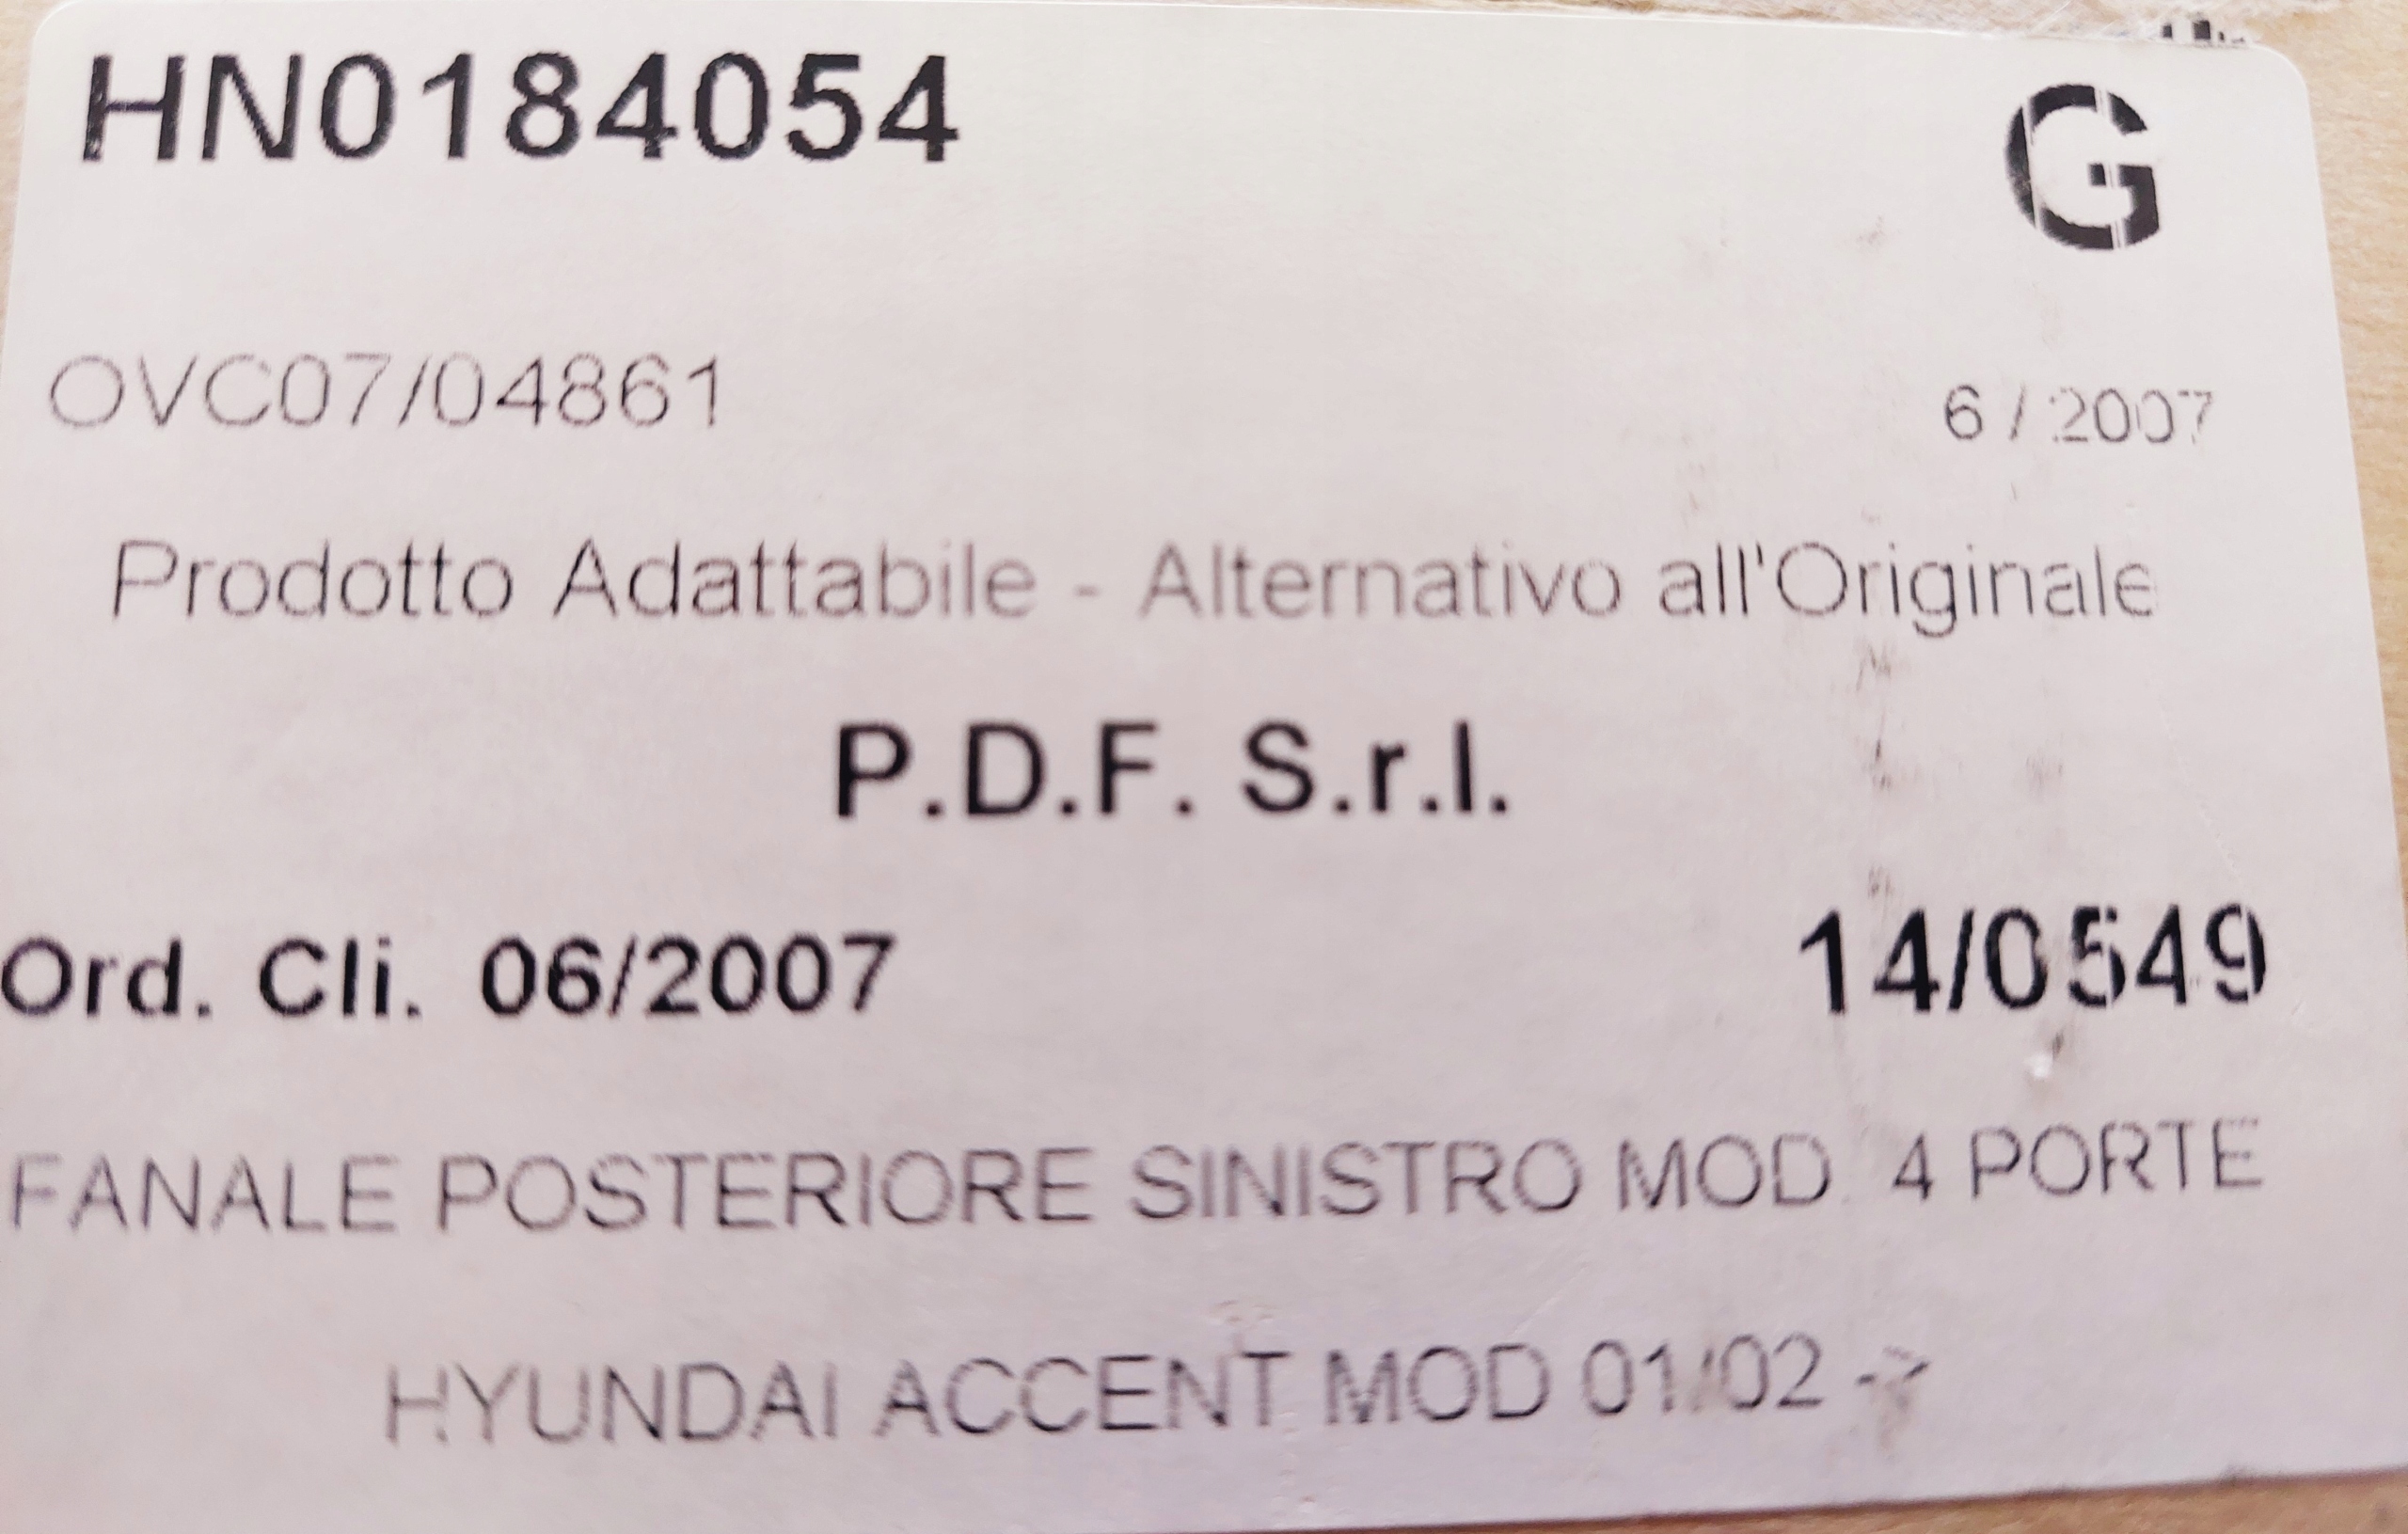 HN0184054 G
OVC07/04861 6 / 2007
Prodotto Adattabile - Alternativo all'Originale
P.D.F. S.r.l.
Ord. Cli. 06/2007 14/0549
FANALE POSTERIORE SINISTRO MOD. 4 PORTE
HYUNDAI ACCENT MOD 01/02 ->